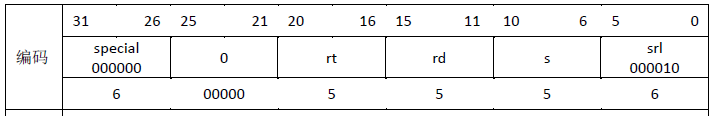 31 26 25 21 20 16 15 11 10 6 5 0
编码
special 000000 0 rt rd s srl 000010
6 00000 5 5 5 6